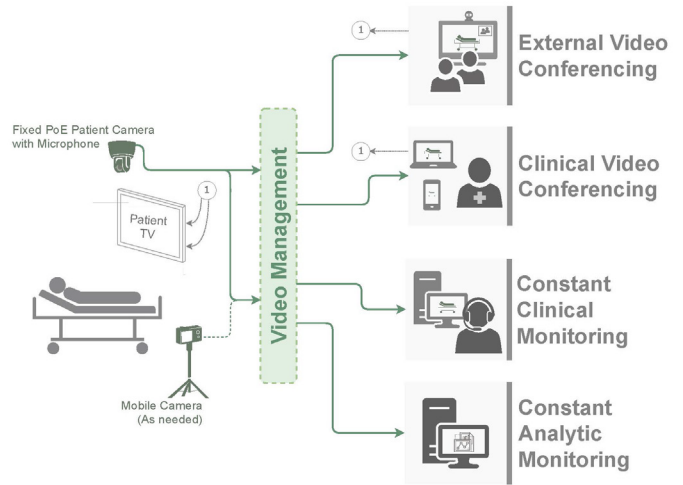 1
External Video
Conferencing
Fixed PoE Patient Camera
with Microphone
1
Clinical Video
Conferencing
1
Patient
TV
Video Management
Constant
Clinical
Monitoring
Mobile Camera
(As needed)
Constant
Analytic
Monitoring